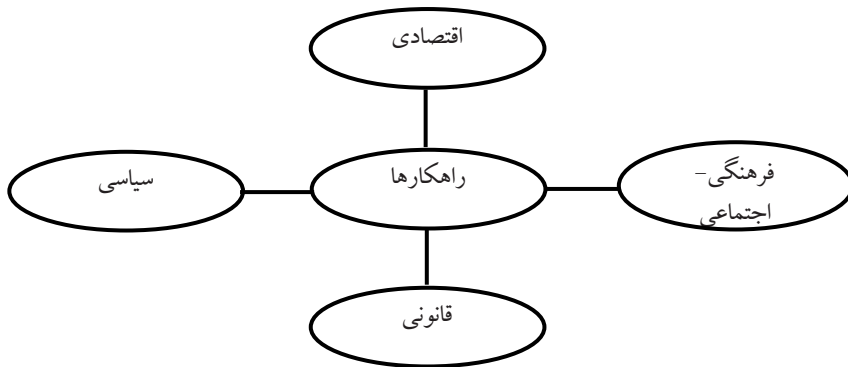 اقتصادی
فرهنگی–
اجتماعی
راهکارها
سیاسی
قانونی